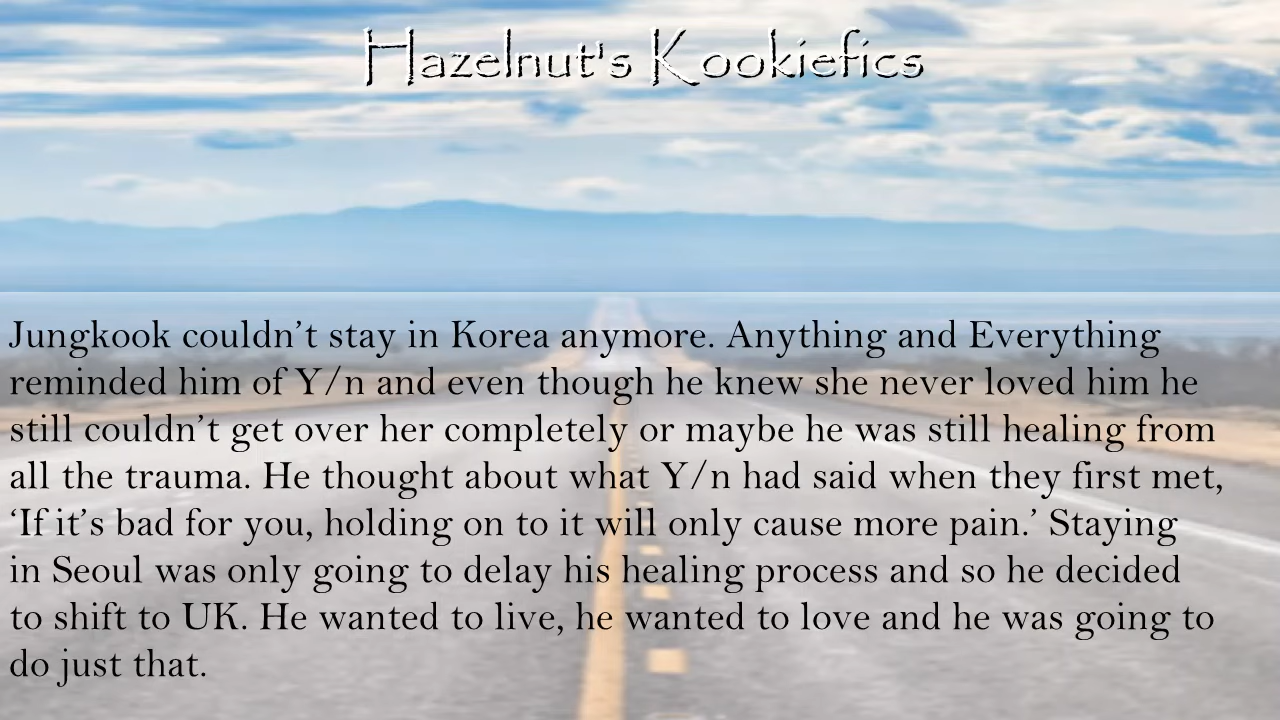 Hazelnut's Kookiefics
Jungkook couldn’t stay in Korea anymore. Anything and Everything
reminded him of Y/n and even though he knew she never loved him he
still couldn’t get over her completely or maybe he was still healing from
all the trauma. He thought about what Y/n had said when they first met,
‘If it’s bad for you, holding on to it will only cause more pain.’ Staying
in Seoul was only going to delay his healing process and so he decided
to shift to UK. He wanted to live, he wanted to love and he was going to
do just that.